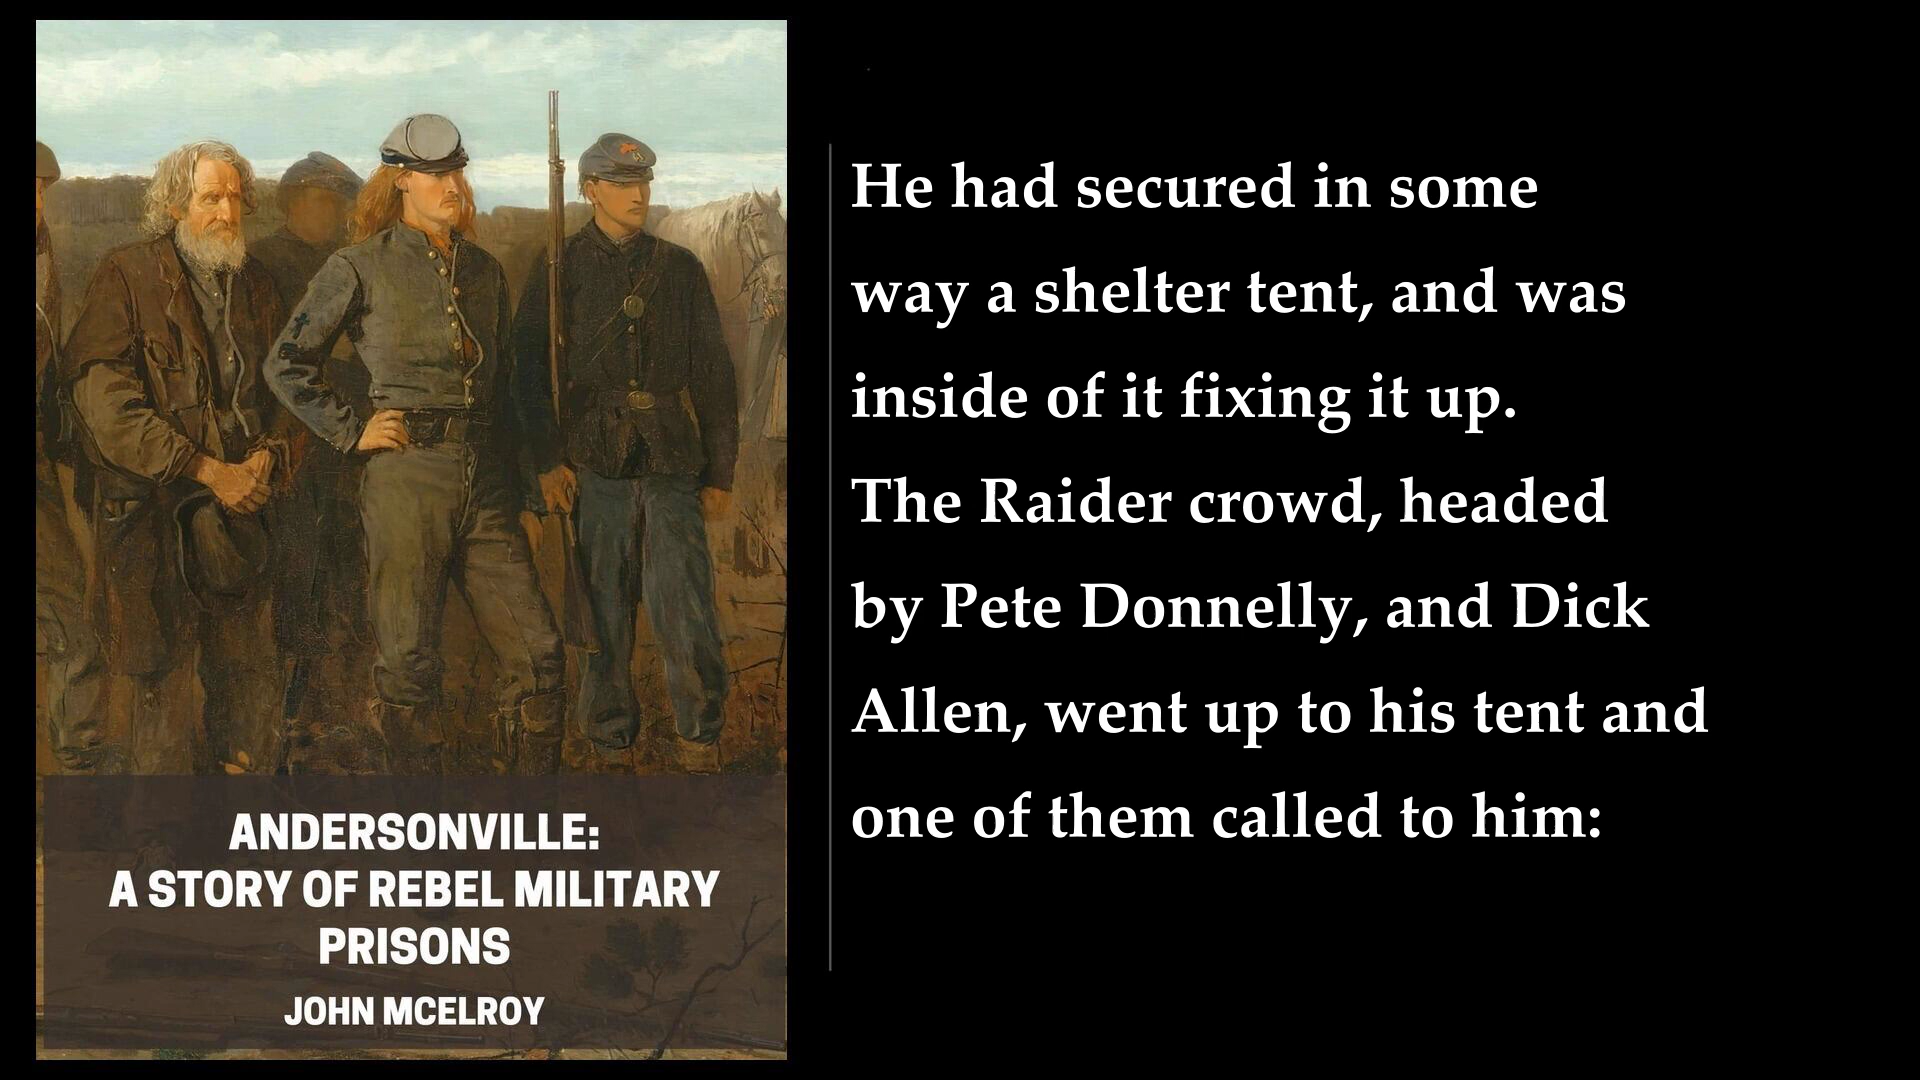 ANDERSONVILLE:
A STORY OF REBEL MILITARY
PRISONS
JOHN MCELROY
He had secured in some
way a shelter tent, and was
inside of it fixing it up.
The Raider crowd, headed
by Pete Donnelly, and Dick
Allen, went up to his tent and
one of them called to him: